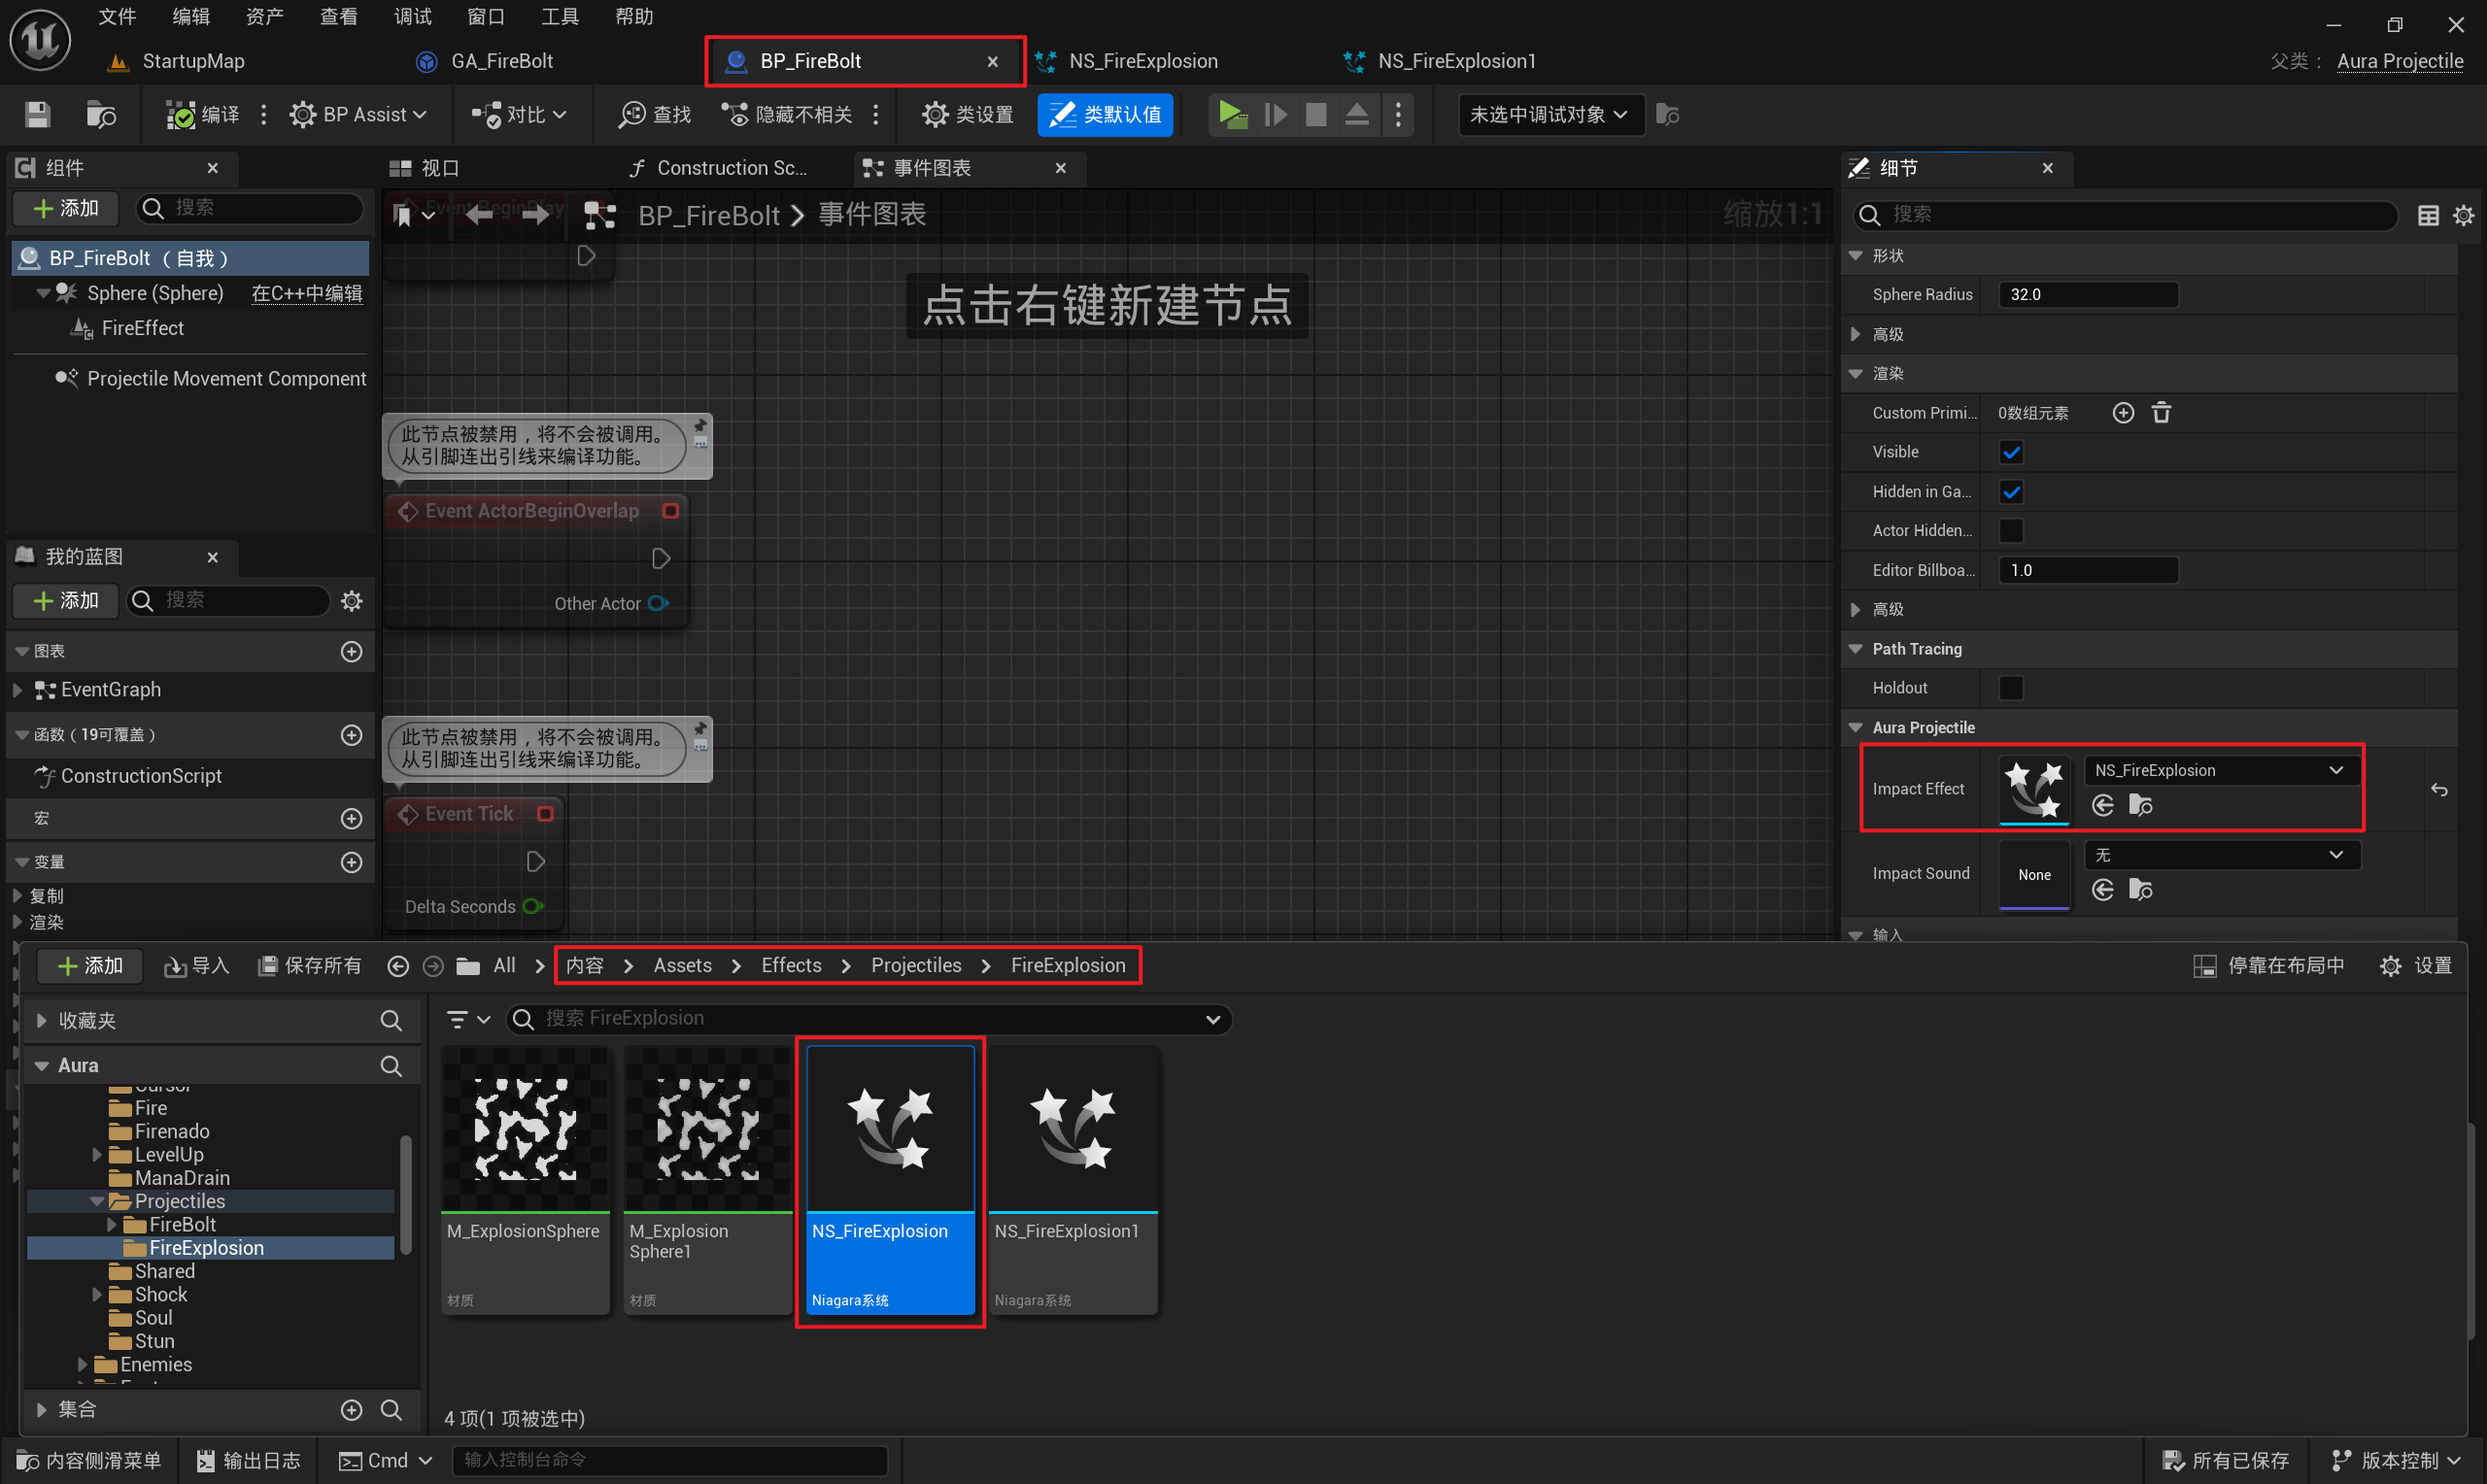 文件 编辑 资产 查看 调试 窗口 工具 帮助
StartupMap GA_FireBolt BP_FireBolt NS_FireExplosion NS_FireExplosion1 父类： Aura Projectile
编译 BP Assist 对比 查找 隐藏不相关 类设置 类默认值 未选中调试对象
组件
添加 搜索
BP_FireBolt （自我）
Sphere (Sphere) 在C++中编辑
FireEffect
Projectile Movement Component
我的蓝图
添加 搜索
图表
EventGraph
函数（19可覆盖）
ConstructionScript
宏
变量
复制
渲染
视口 Construction Sc... 事件图表
Event BeginPlay
BP_FireBolt 事件图表 缩放1:1
点击右键新建节点
此节点被禁用，将不会被调用。
从引脚连出引线来编译功能。
Event ActorBeginOverlap
Other Actor
此节点被禁用，将不会被调用。
从引脚连出引线来编译功能。
Event Tick
Delta Seconds
细节
搜索
形状
Sphere Radius 32.0
高级
渲染
Custom Primi... 0数组元素
Visible
Hidden in Ga...
Actor Hidden...
Editor Billboa... 1.0
高级
Path Tracing
Holdout
Aura Projectile
Impact Effect NS_FireExplosion
Impact Sound None 无
输入
添加 导入 保存所有 All 内容 Assets Effects Projectiles FireExplosion 停靠在布局中 设置
收藏夹
Aura
Cursor
Fire
Firenado
LevelUp
ManaDrain
Projectiles
FireBolt
FireExplosion
Shared
Shock
Soul
Stun
Enemies
集合
搜索 FireExplosion
M_ExplosionSphere
材质
M_Explosion
Sphere1
材质
NS_FireExplosion
Niagara系统
NS_FireExplosion1
Niagara系统
4 项(1 项被选中)
内容侧滑菜单 输出日志 Cmd 输入控制台命令 所有已保存 版本控制